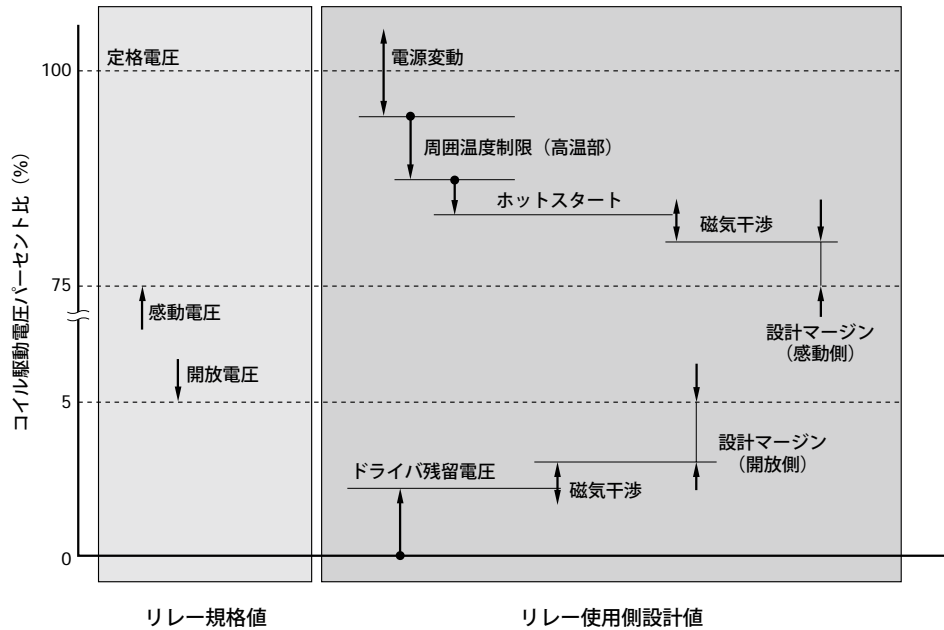 定格電圧
電源変動
100
周囲温度制限（高温部）
ホットスタート
磁気干渉
75
感動電圧
設計マージン
（感動側）
開放電圧
5
設計マージン
（開放側）
ドライバ残留電圧
磁気干渉
0
コイル駆動電圧パーセント比（%）
リレー規格値
リレー使用側設計値